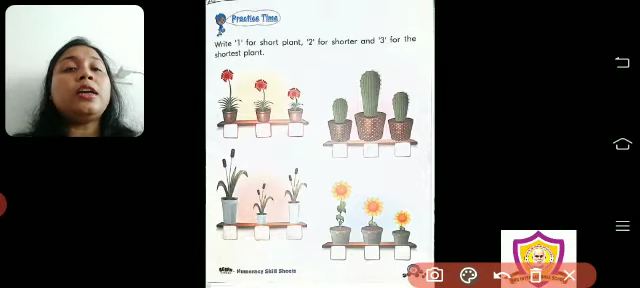 Practice Time
Write '1' for short plant, '2' for shorter and '3' for the
shortest plant.
Numeracy Skill Sheets